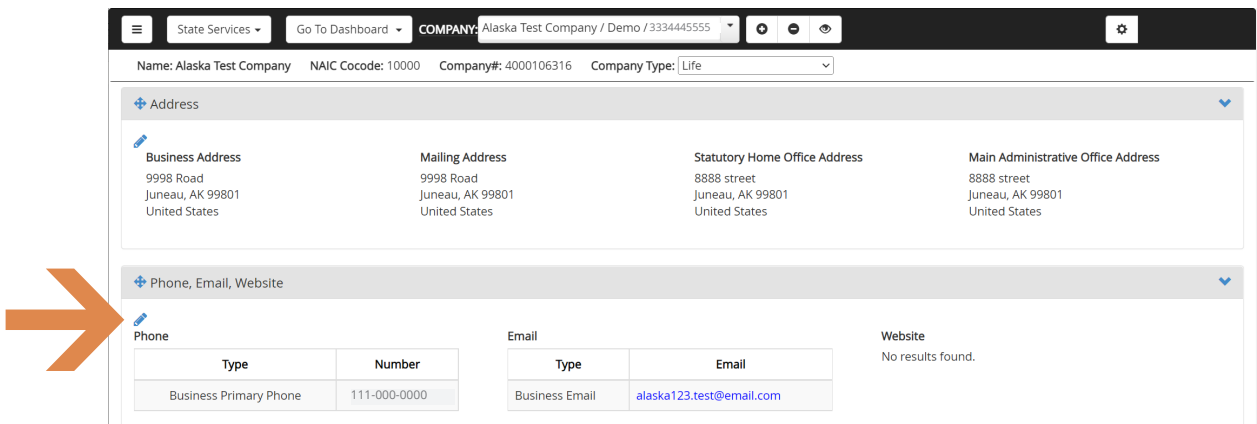 State Services Go To Dashboard COMPANY: Alaska Test Company / Demo / 3334445555
Name: Alaska Test Company NAIC Cocode: 10000 Company#: 4000106316 Company Type: Life
Address
Business Address Mailing Address Statutory Home Office Address Main Administrative Office Address
9998 Road 9998 Road 8888 street 8888 street
Juneau, AK 99801 Juneau, AK 99801 Juneau, AK 99801 Juneau, AK 99801
United States United States United States United States
Phone, Email, Website
Phone Email Website
Type Number Type Email No results found.
Business Primary Phone 111-000-0000 Business Email alaska123.test@email.com